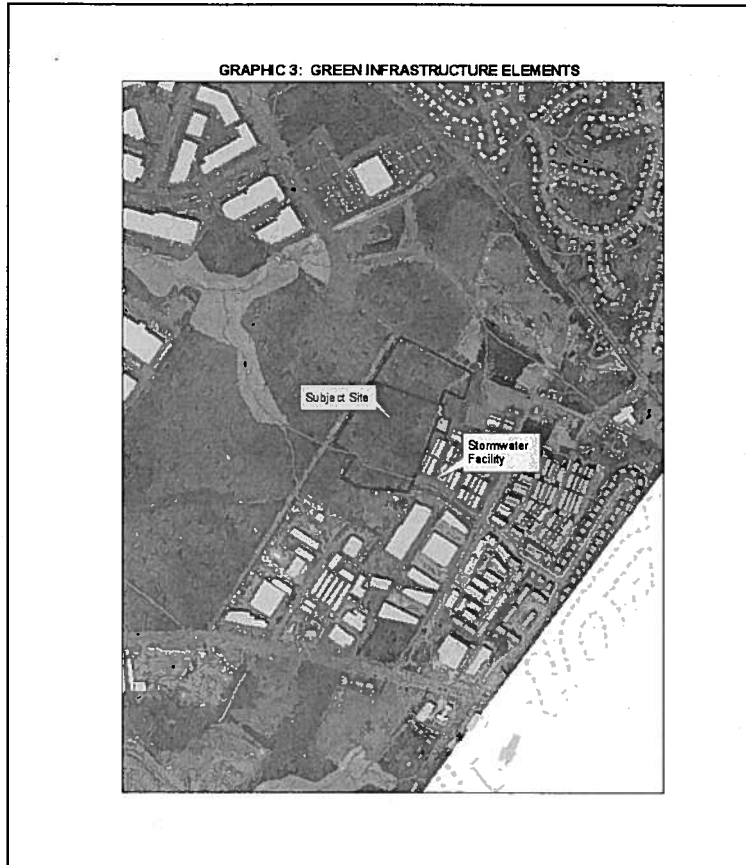 GRAPHIC 3: GREEN INFRASTRUCTURE ELEMENTS
Subject Site
Stormwater
Facility